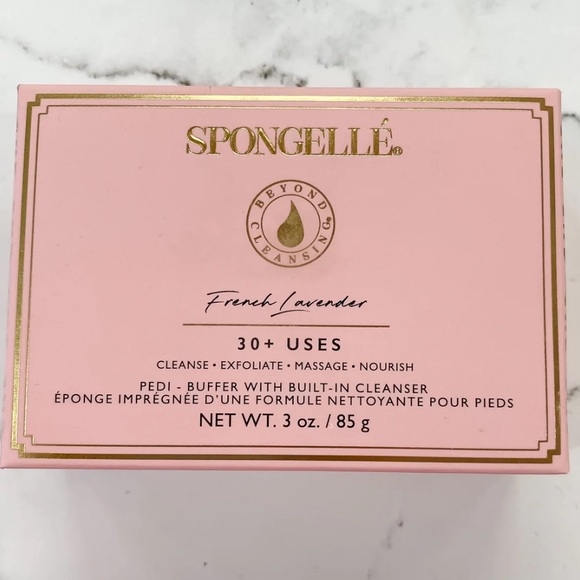 SPONGELLÉ®
BEYOND
CLEANSING®
French Lavender
30+ USES
CLEANSE • EXFOLIATE • MASSAGE • NOURISH
PEDI - BUFFER WITH BUILT-IN CLEANSER
ÉPONGE IMPRÉGNÉE D'UNE FORMULE NETTOYANTE POUR PIEDS
NET WT. 3 oz. / 85 g